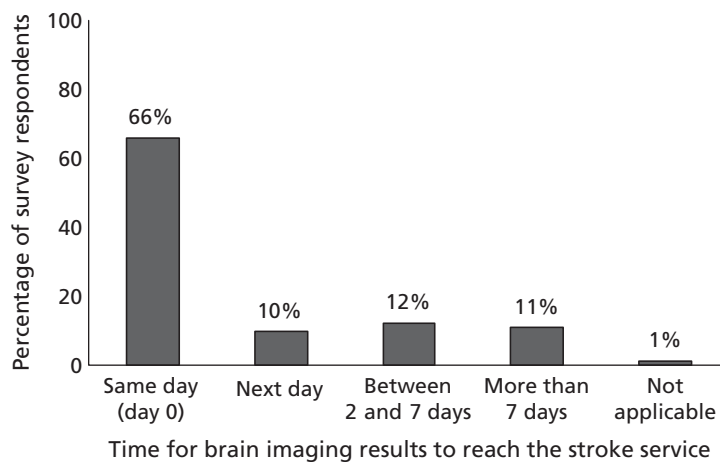 Percentage of survey respondents
100
80
60
40
20
0
66%
10%
12%
11%
1%
Same day
(day 0)
Next day
Between
2 and 7 days
More than
7 days
Not
applicable
Time for brain imaging results to reach the stroke service